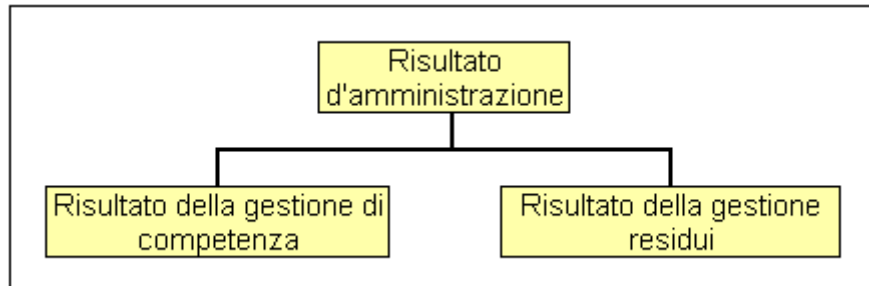 Risultato
d'amministrazione
Risultato della gestione di
competenza
Risultato della gestione
residui